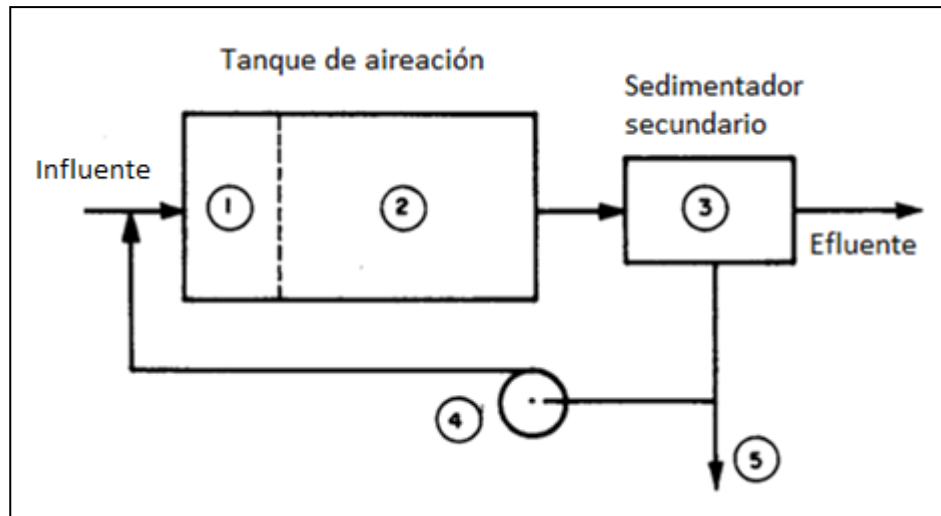 Tanque de aireación
Sedimentador
secundario
Influente
1
2
3
Efluente
4
5